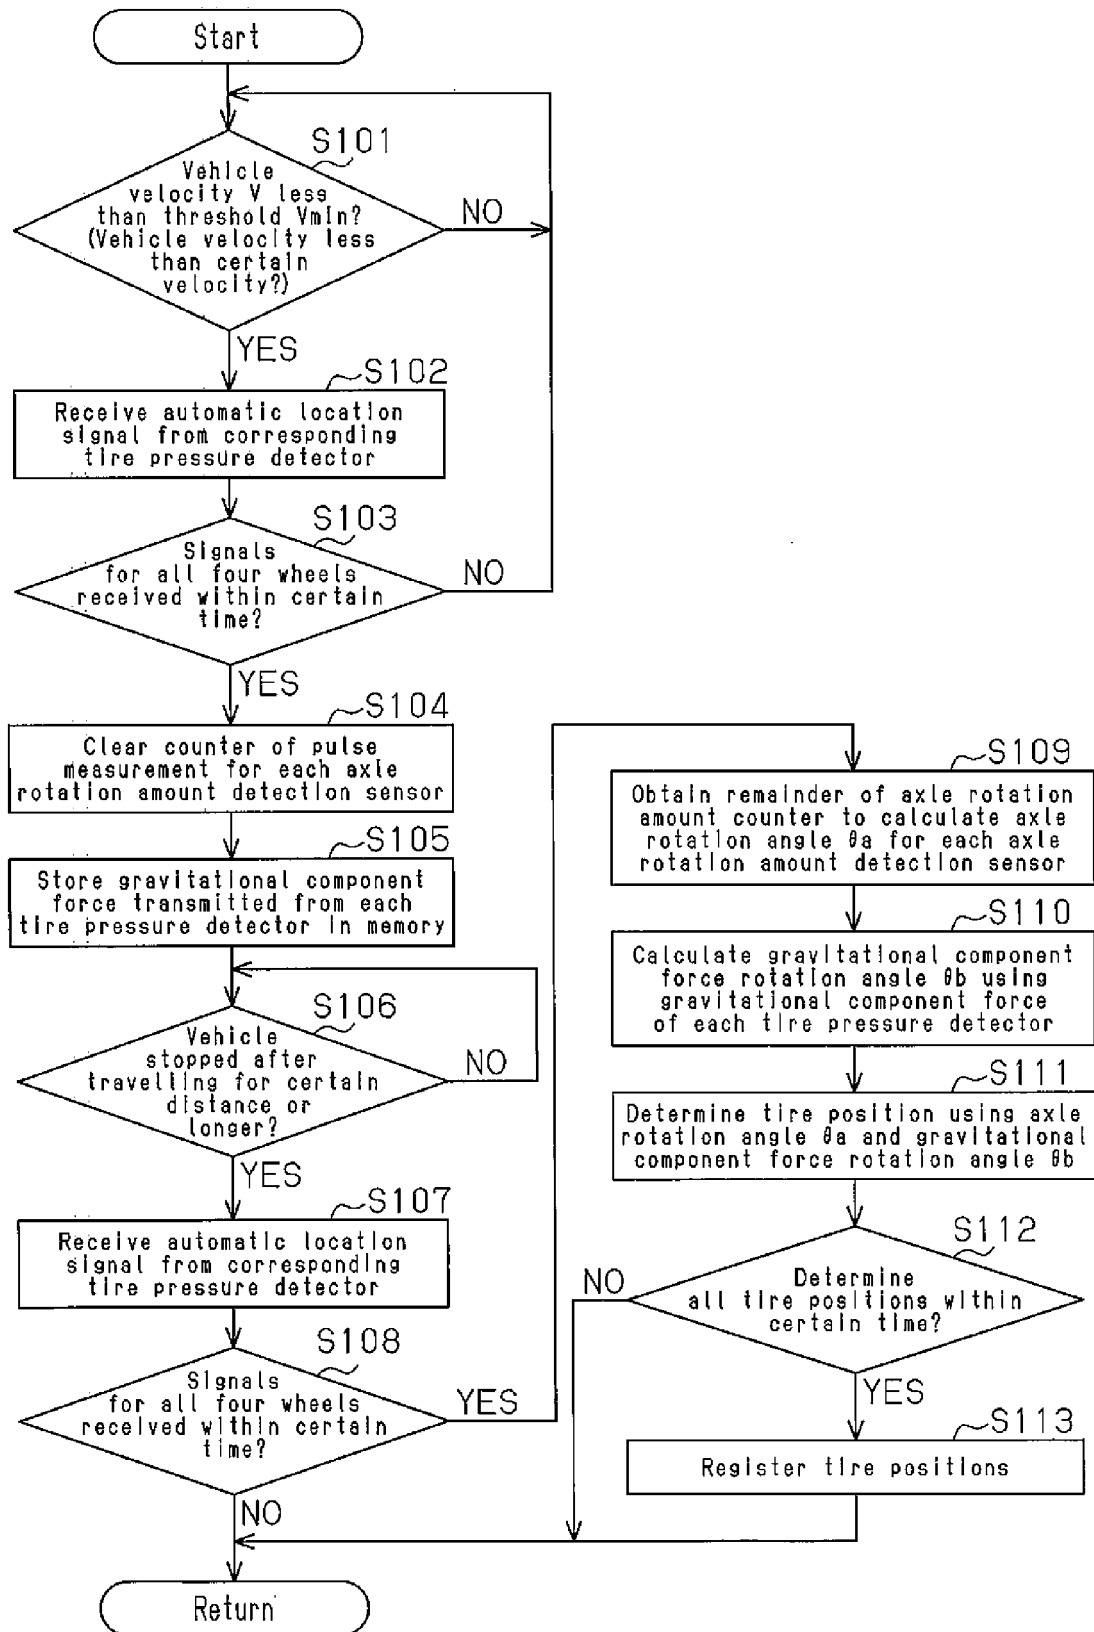 Start
S101
Vehicle
velocity V less
than threshold Vmin?
(Vehicle velocity less
than certain
velocity?)
NO
YES
S102
Receive automatic location
signal from corresponding
tire pressure detector
S103
Signals
for all four wheels
received within certain
time?
NO
YES
S104
Clear counter of pulse
measurement for each axle
rotation amount detection sensor
S105
Store gravitational component
force transmitted from each
tire pressure detector in memory
S106
Vehicle
stopped after
travelling for certain
distance or
longer?
NO
YES
S107
Receive automatic location
signal from corresponding
tire pressure detector
S108
Signals
for all four wheels
received within certain
time?
YES
NO
S109
Obtain remainder of axle rotation
amount counter to calculate axle
rotation angle θa for each axle
rotation amount detection sensor
S110
Calculate gravitational component
force rotation angle θb using
gravitational component force
of each tire pressure detector
S111
Determine tire position using axle
rotation angle θa and gravitational
component force rotation angle θb
S112
Determine
all tire positions within
certain time?
NO
YES
S113
Register tire positions
Return